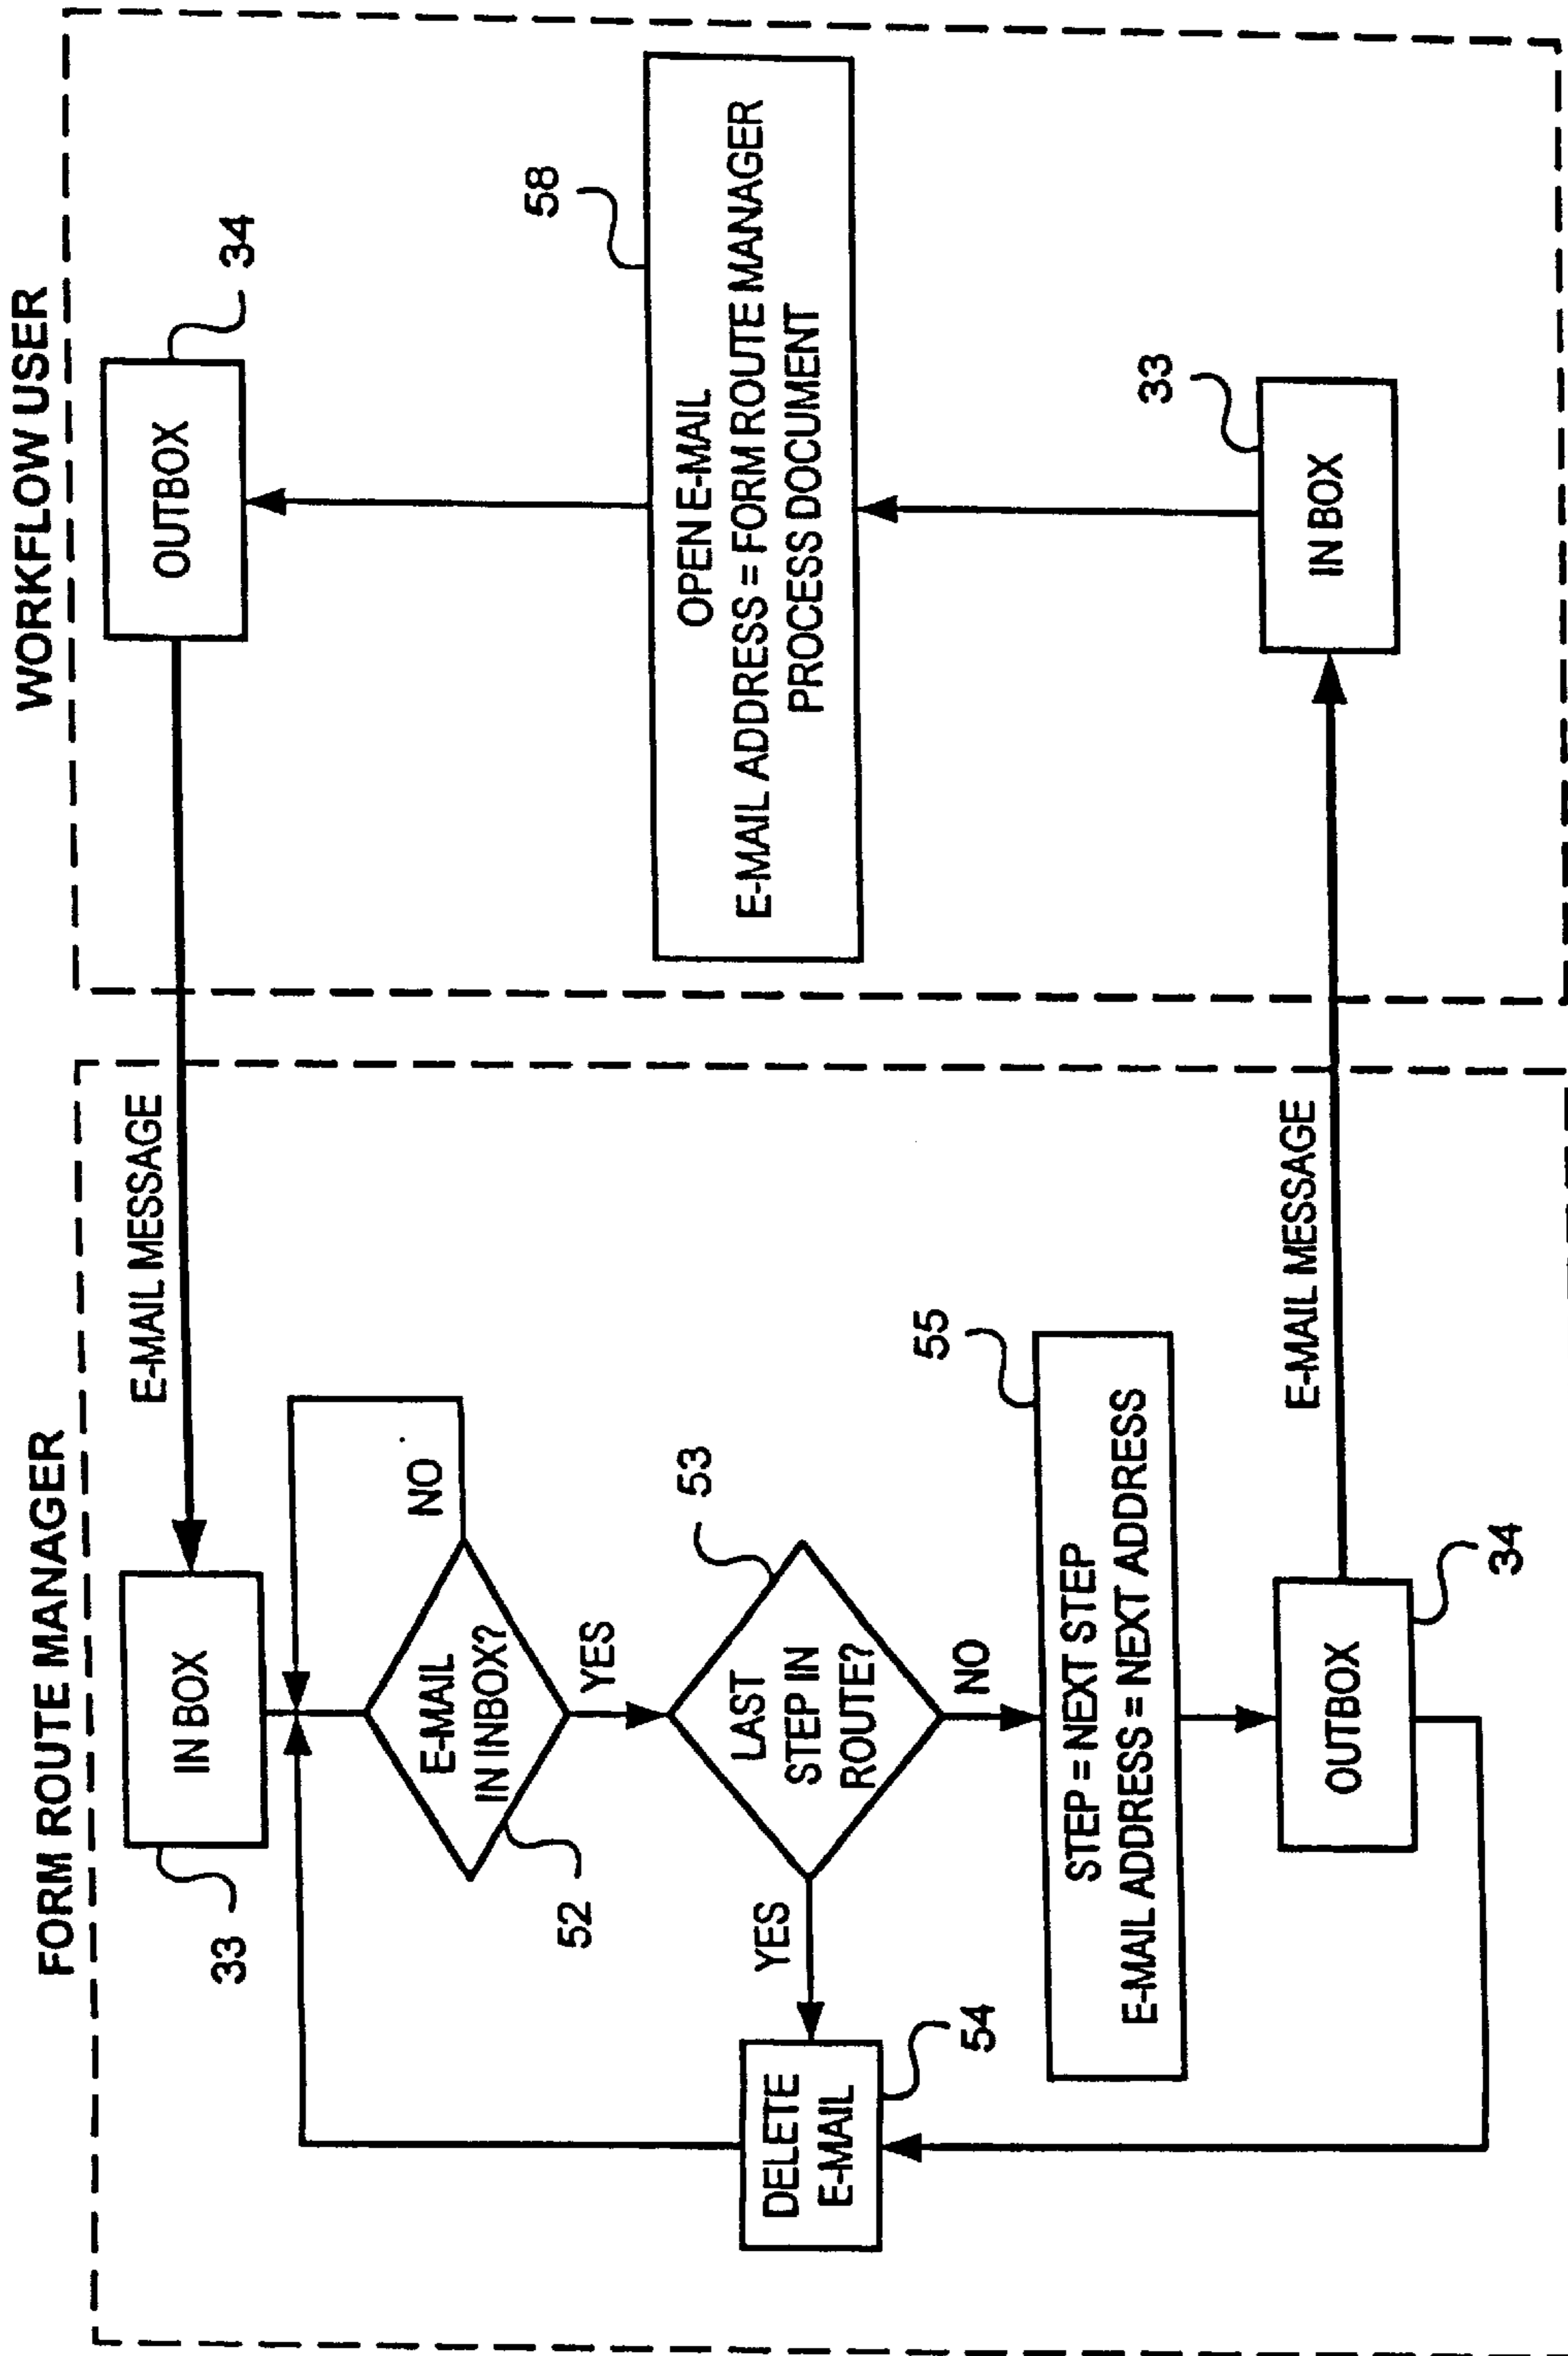 FORM ROUTE MANAGER
33
IN BOX
E-MAIL MESSAGE
NO
E-MAIL
IN INBOX?
52
YES
53
LAST
STEP IN
ROUTE?
YES
NO
DELETE
E-MAIL
54
55
STEP = NEXT STEP
E-MAIL ADDRESS = NEXT ADDRESS
OUTBOX
34
E-MAIL MESSAGE
WORKFLOW USER
OUTBOX
34
58
OPEN E-MAIL
E-MAIL ADDRESS = FORM ROUTE MANAGER
PROCESS DOCUMENT
33
IN BOX